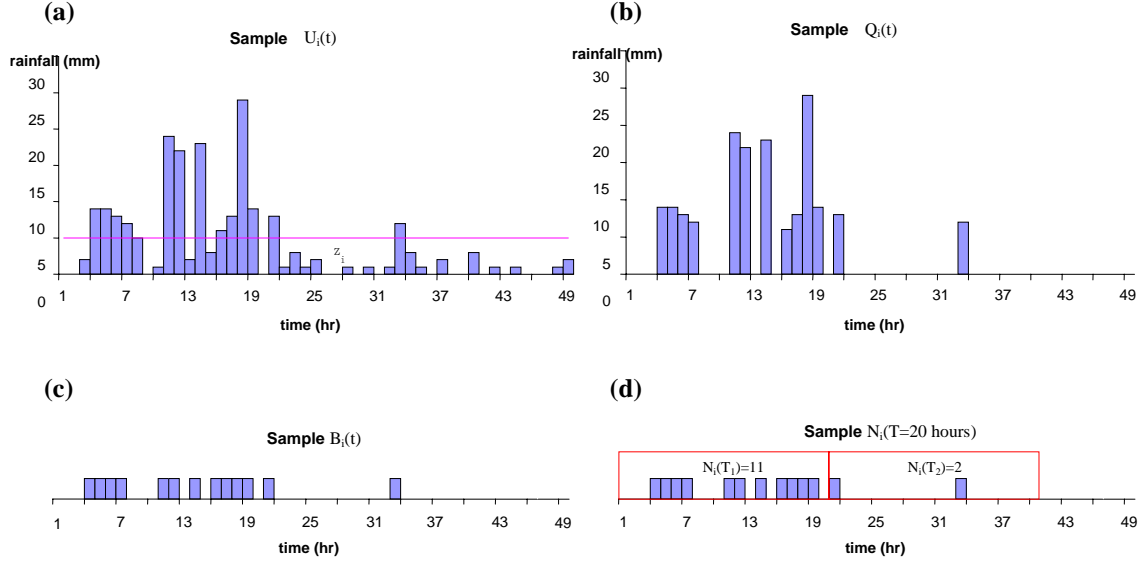 (a)
Sample U_i(t)
rainfall (mm)
30
25
20
15
10
5
0
z_i
1 7 13 19 25 31 37 43 49
time (hr)
(b)
Sample Q_i(t)
rainfall (mm)
30
25
20
15
10
5
0
1 7 13 19 25 31 37 43 49
time (hr)
(c)
Sample B_i(t)
1 7 13 19 25 31 37 43 49
time (hr)
(d)
Sample N_i(T=20 hours)
N_i(T_1)=11 N_i(T_2)=2
1 7 13 19 25 31 37 43 49
time (hr)